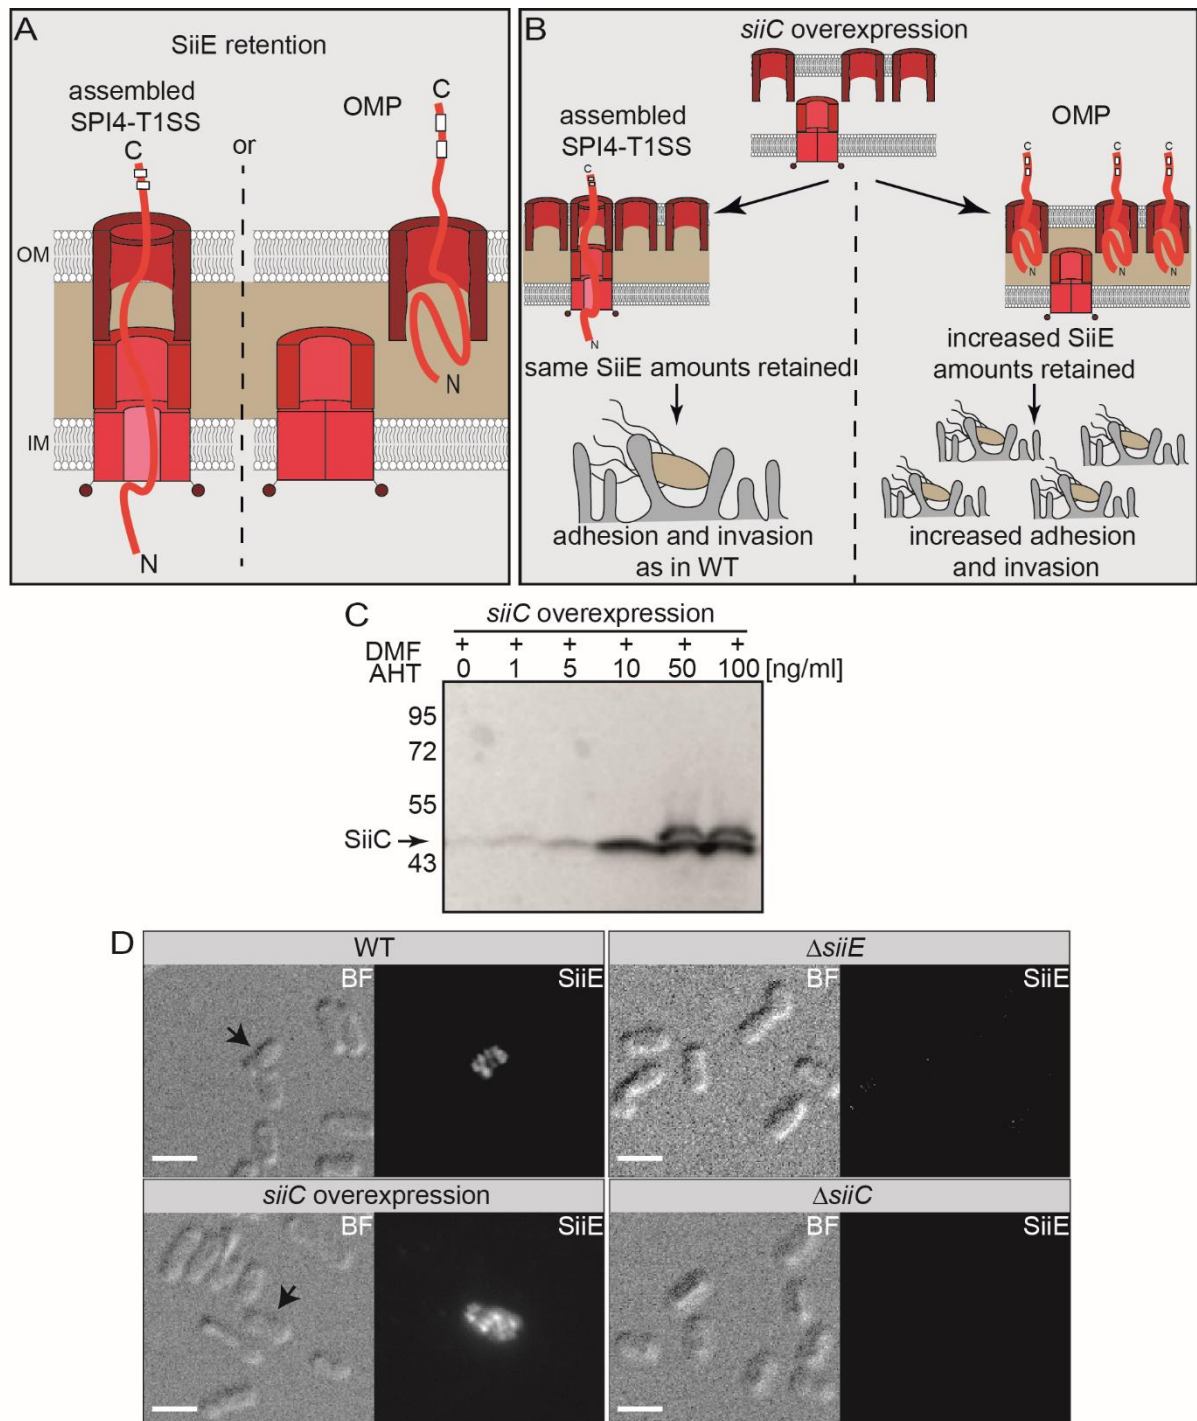 A
SiiE retention
assembled
SPI4-T1SS
C
or
OMP
C
OM
IM
N
N
B
siiC overexpression
assembled
SPI4-T1SS
C
N
OMP
C
C
C
N
N
N
same SiiE amounts retained
increased SiiE
amounts retained
adhesion and invasion
as in WT
increased adhesion
and invasion
C
siiC overexpression
DMF + + + + + +
AHT 0 1 5 10 50 100 [ng/ml]
95
72
55
SiiC
43
D
WT
BF
SiiE
ΔsiiE
BF
SiiE
siiC overexpression
BF
SiiE
ΔsiiC
BF
SiiE